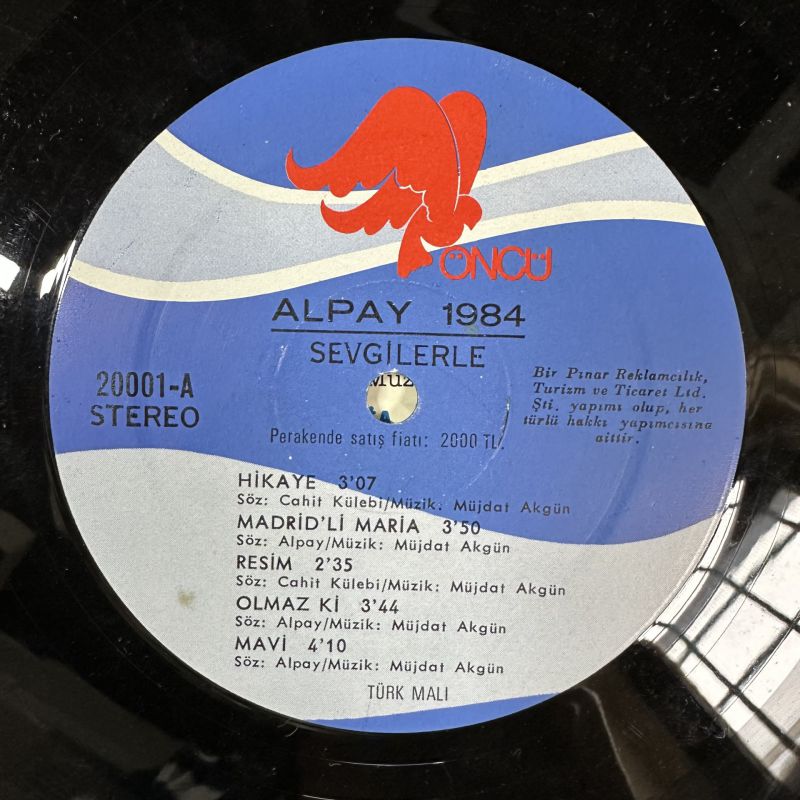 ÖNCÜ
ALPAY 1984
SEVGİLERLE
20001-A
STEREO
Perakende satış fiatı: 2000 TL.
Bir Pınar Reklamcılık,
Turizm ve Ticaret Ltd.
Şti. yapımı olup, her
türlü hakkı yapımcısına
aittir.
HİKAYE 3'07
Söz: Cahit Külebi/Müzik. Müjdat Akgün
MADRİD'Lİ MARIA 3'50
Söz: Alpay/Müzik: Müjdat Akgün
RESİM 2'35
Söz: Cahit Külebi/Müzik: Müjdat Akgün
OLMAZ Kİ 3'44
Söz: Alpay/Müzik: Müjdat Akgün
MAVİ 4'10
Söz: Alpay/Müzik: Müjdat Akgün
TÜRK MALI